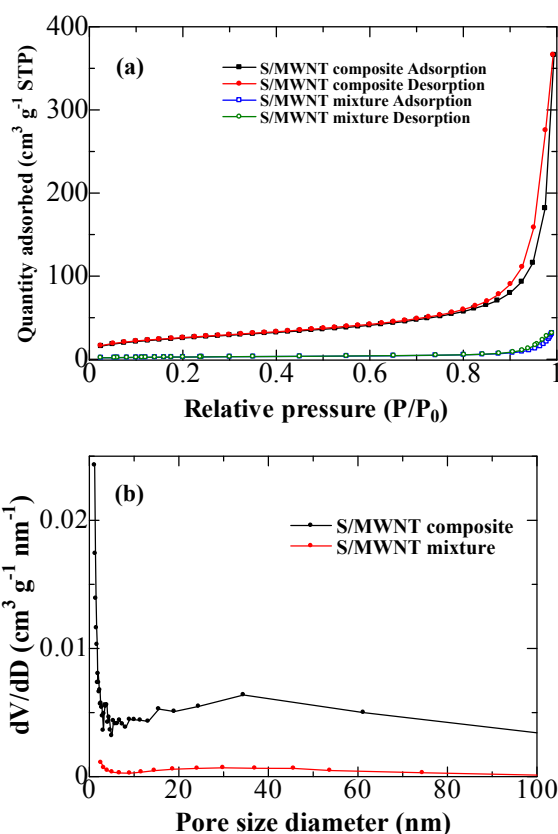 400
(a)
S/MWNT composite Adsorption
S/MWNT composite Desorption
S/MWNT mixture Adsorption
S/MWNT mixture Desorption
300
200
100
0
0 0.2 0.4 0.6 0.8 1
Quantity adsorbed (cm³ g⁻¹ STP)
Relative pressure (P/P₀)
(b)
S/MWNT composite
S/MWNT mixture
0.02
0.01
0
0 20 40 60 80 100
dV/dD (cm³ g⁻¹ nm⁻¹)
Pore size diameter (nm)